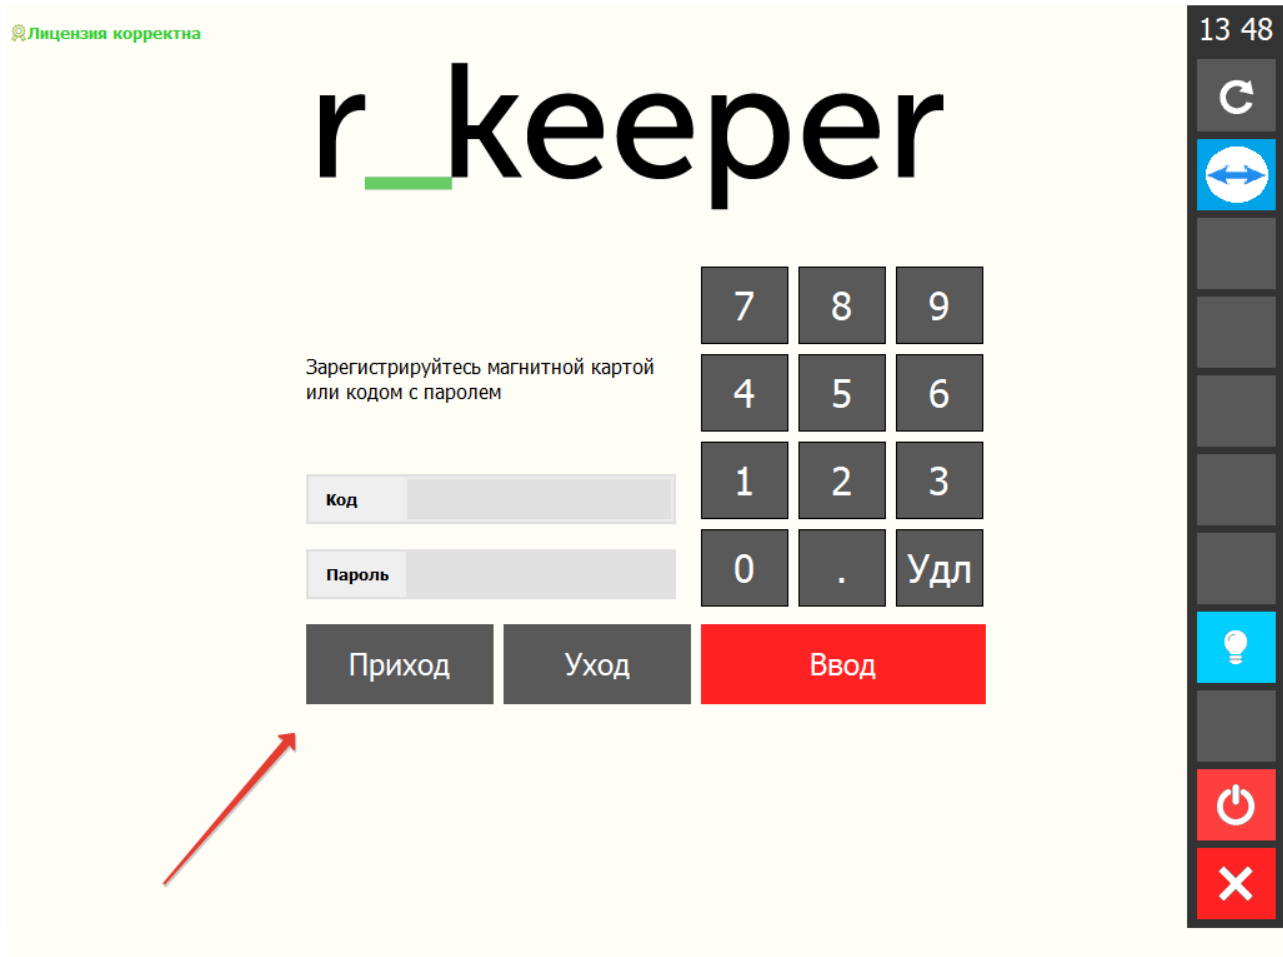 Лицензия корректна
13 48
r_keeper
7 8 9
Зарегистрируйтесь магнитной картой
или кодом с паролем
4 5 6
Код
1 2 3
Пароль
0 . Удл
Приход Уход Ввод